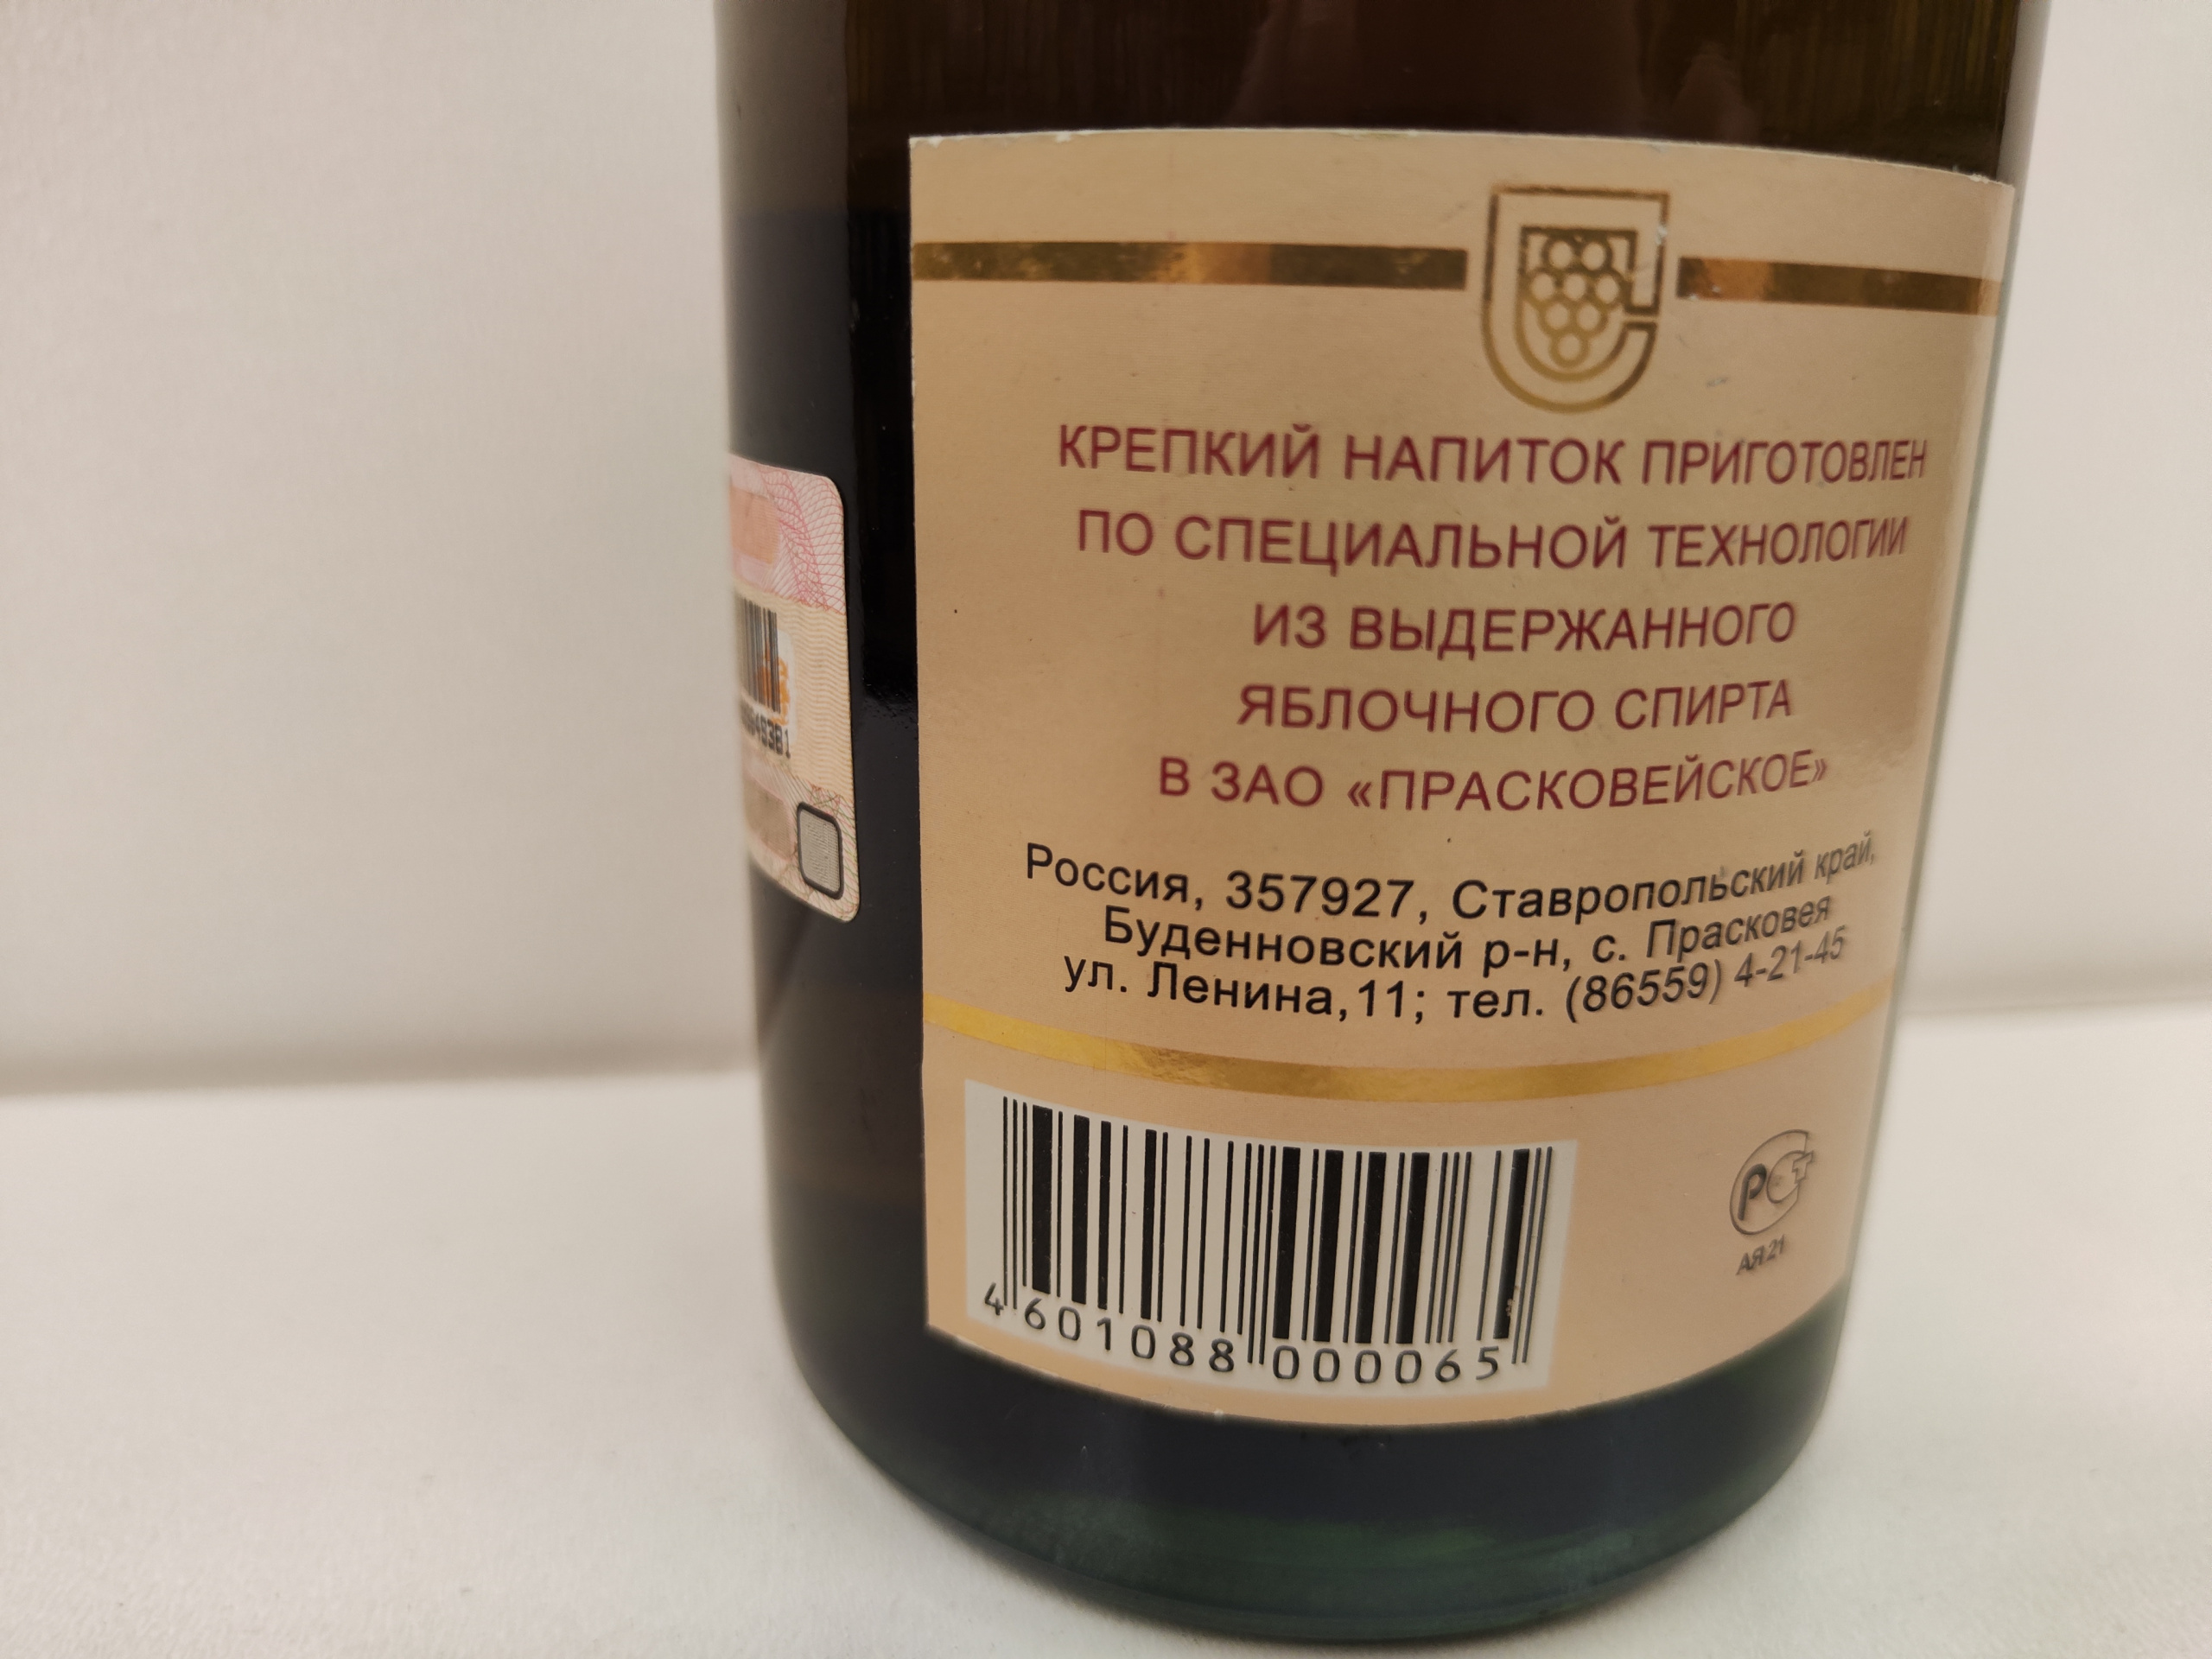 КРЕПКИЙ НАПИТОК ПРИГОТОВЛЕН
ПО СПЕЦИАЛЬНОЙ ТЕХНОЛОГИИ
ИЗ ВЫДЕРЖАННОГО
ЯБЛОЧНОГО СПИРТА
В ЗАО «ПРАСКОВЕЙСКОЕ»
Россия, 357927, Ставропольский край,
Буденновский р-н, с. Прасковея
ул. Ленина,11; тел. (86559) 4-21-45
4 601088 000065
РСТ
АЯ21